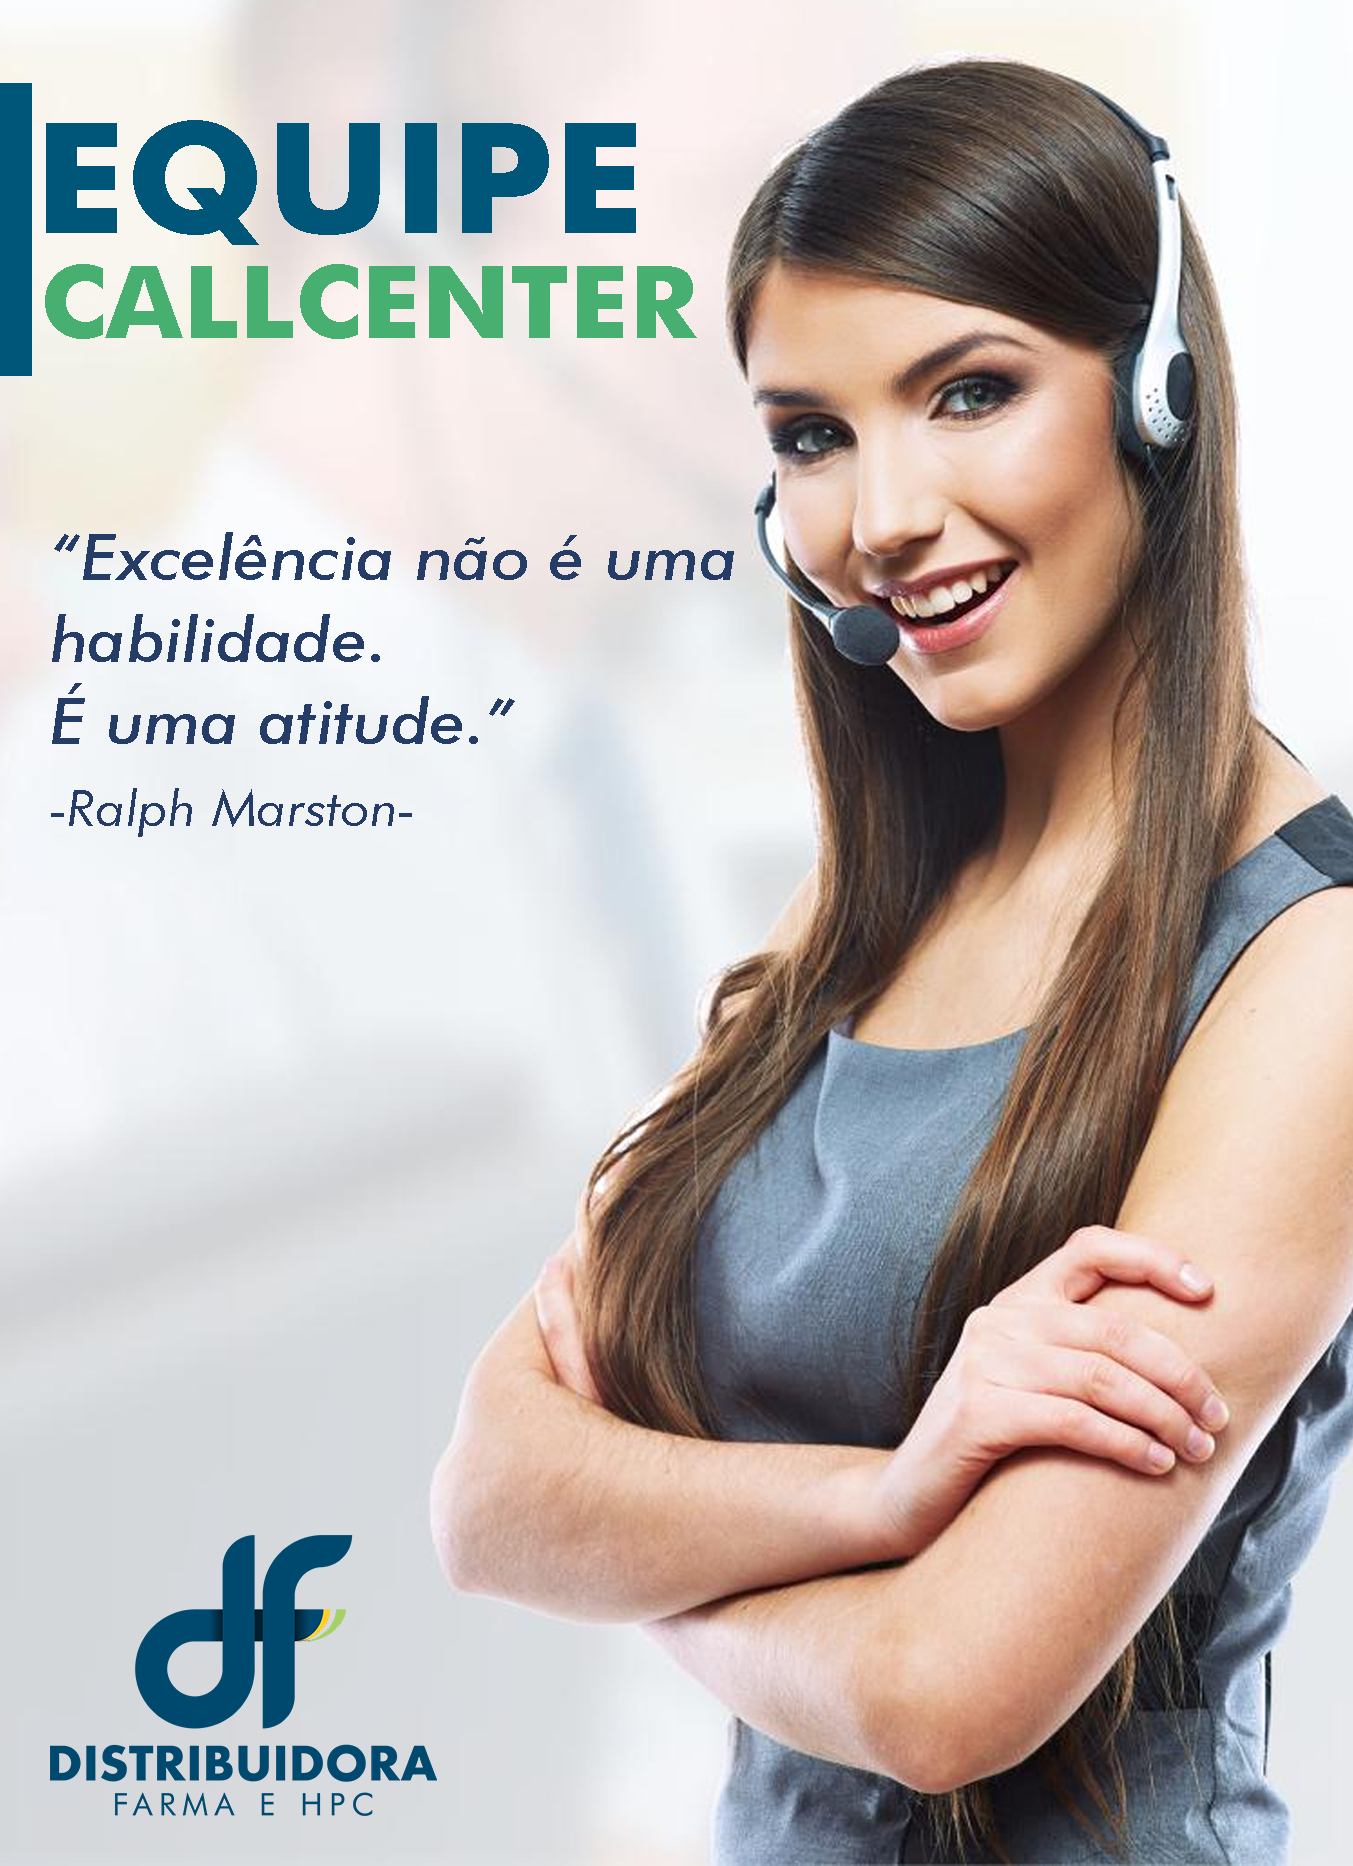 EQUIPE
CALLCENTER
“Excelência não é uma
habilidade.
É uma atitude.”
-Ralph Marston-
df
DISTRIBUIDORA
FARMA E HPC